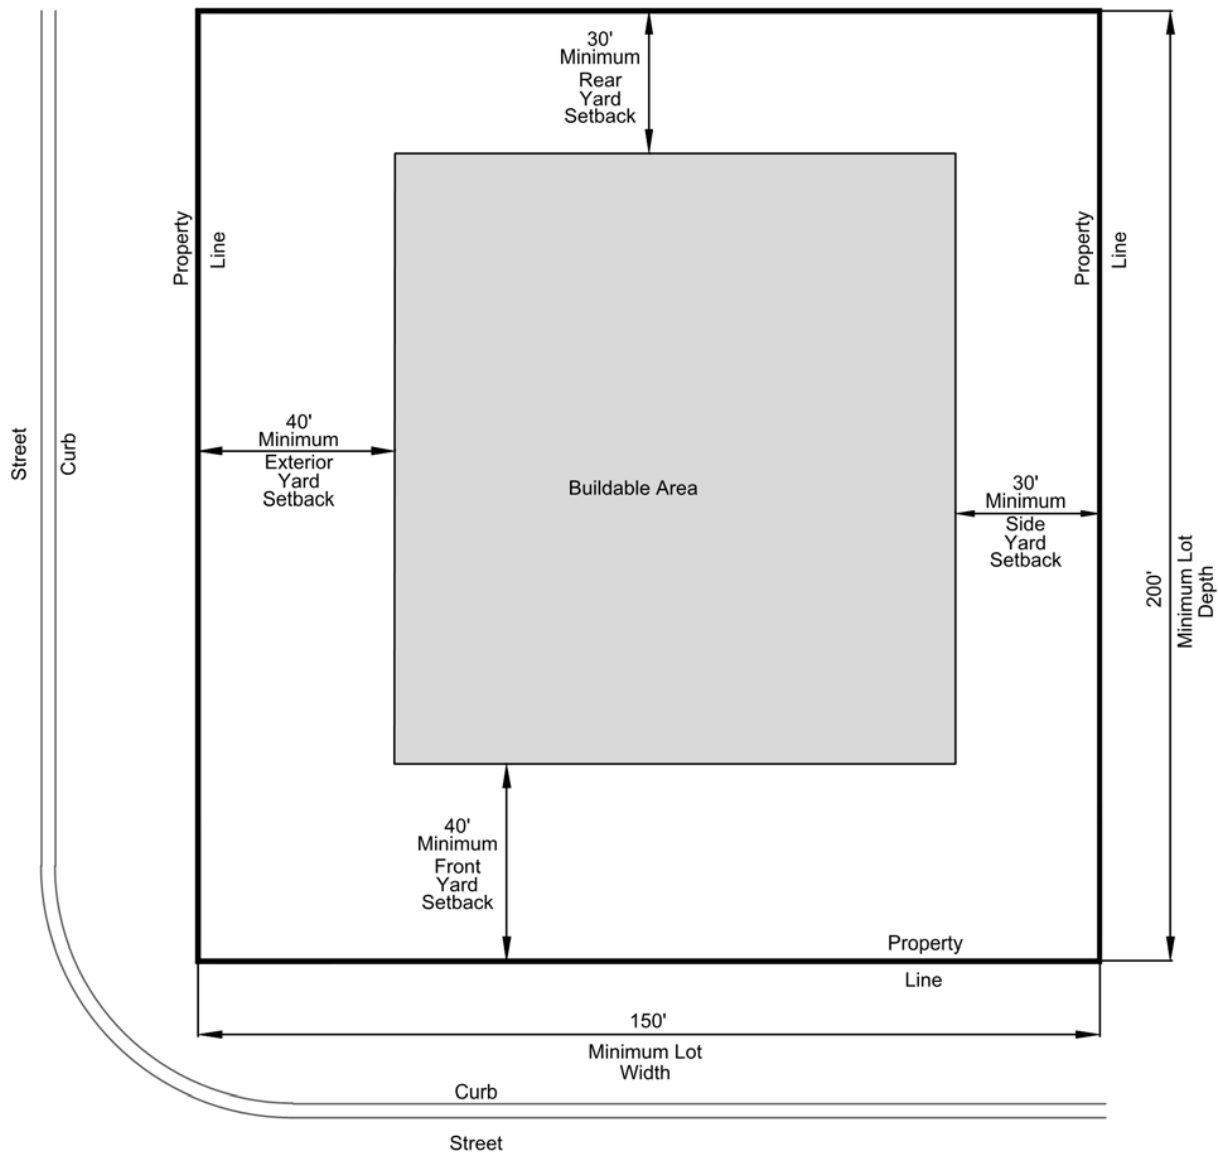 30'
Minimum
Rear
Yard
Setback
Property
Line
Property
Line
Street
Curb
40'
Minimum
Exterior
Yard
Setback
Buildable Area
30'
Minimum
Side
Yard
Setback
200'
Minimum Lot
Depth
40'
Minimum
Front
Yard
Setback
Property
Line
150'
Minimum Lot
Width
Curb
Street